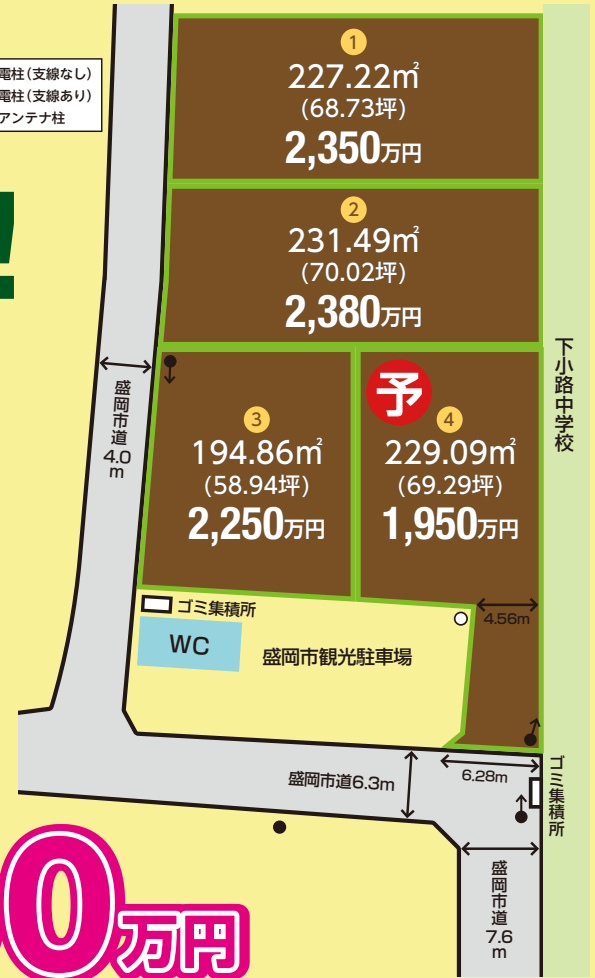 電柱(支線なし)
電柱(支線あり)
アンテナ柱
!
1
227.22㎡
(68.73坪)
2,350万円
2
231.49㎡
(70.02坪)
2,380万円
3
194.86㎡
(58.94坪)
2,250万円
予
4
229.09㎡
(69.29坪)
1,950万円
下小路中学校
盛岡市道
4.0
m
ゴミ集積所
WC
盛岡市観光駐車場
4.56m
盛岡市道6.3m
6.28m
ゴミ集積所
盛岡市道
7.6
m
0万円